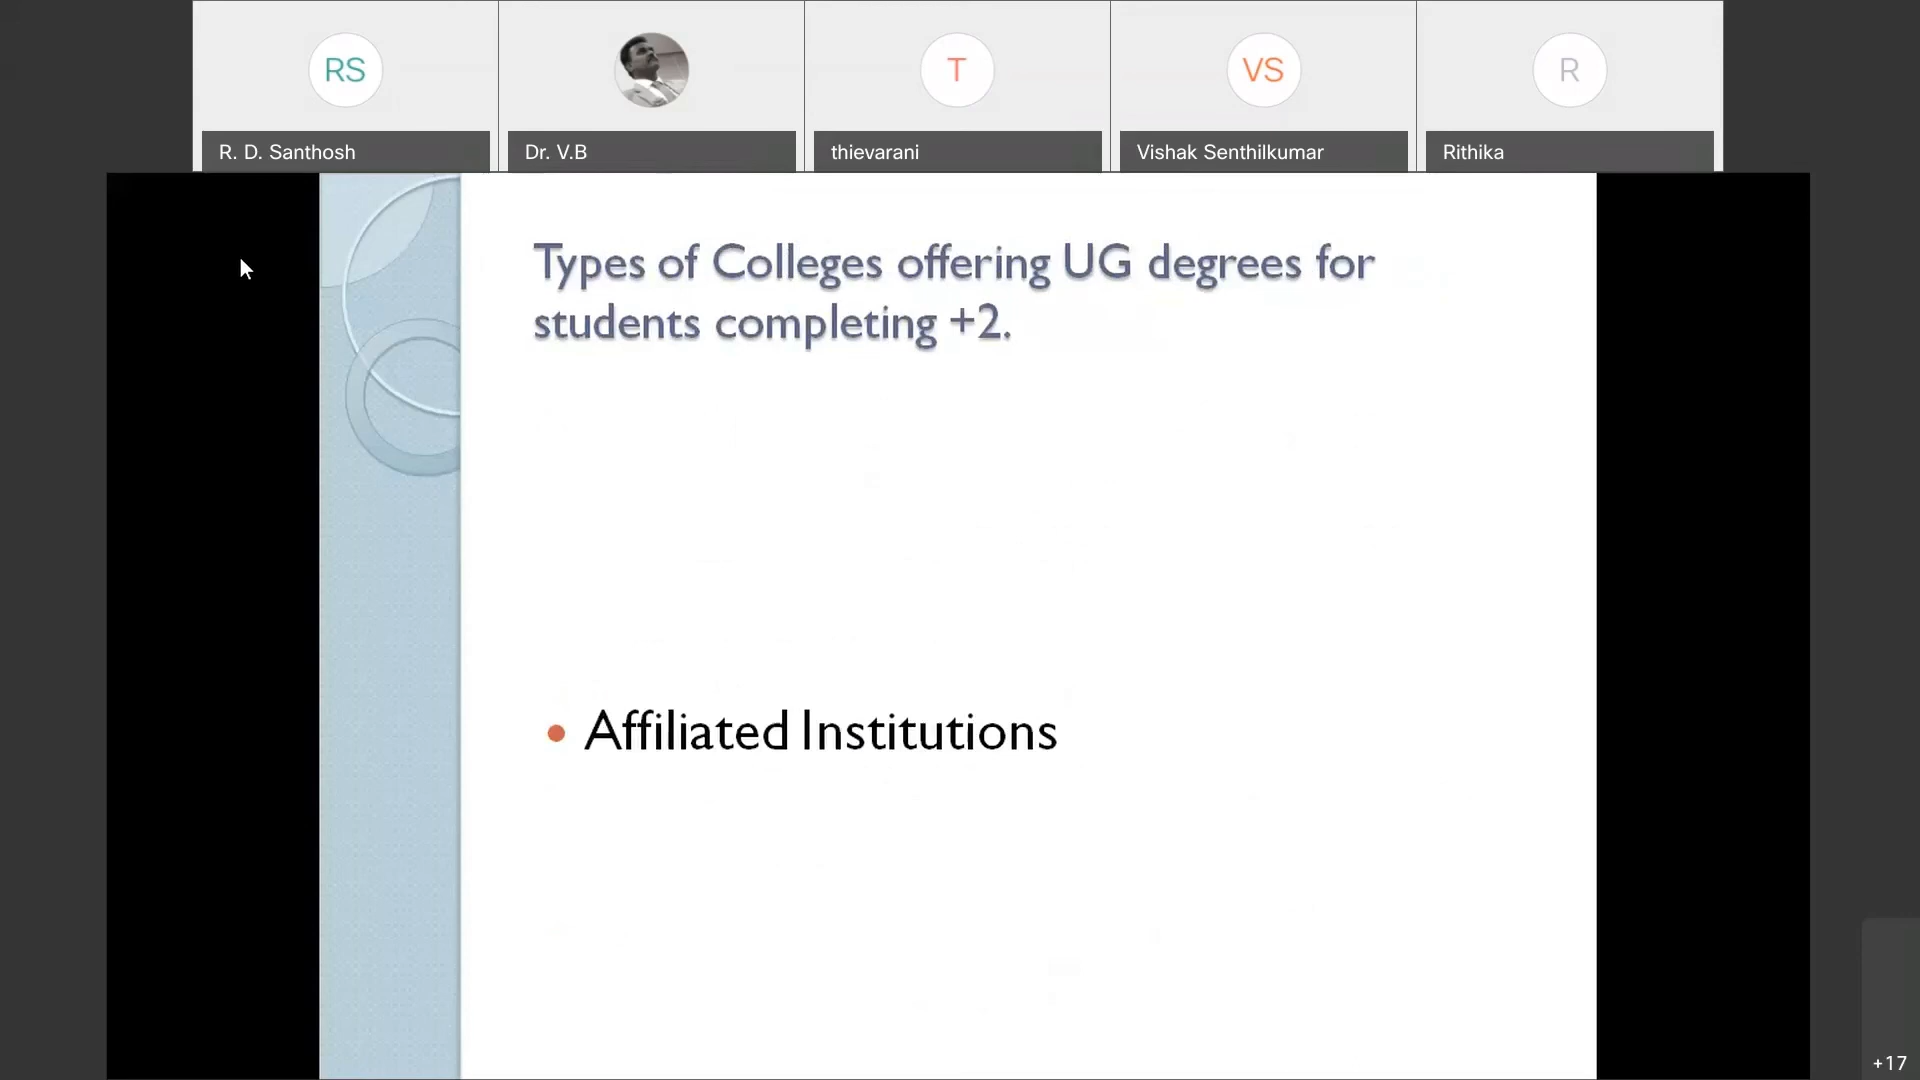 RS
T
VS
R
R. D. Santhosh
Dr. V.B
thievarani
Vishak Senthilkumar
Rithika
Types of Colleges offering UG degrees for
students completing +2.
• Affiliated Institutions
+17